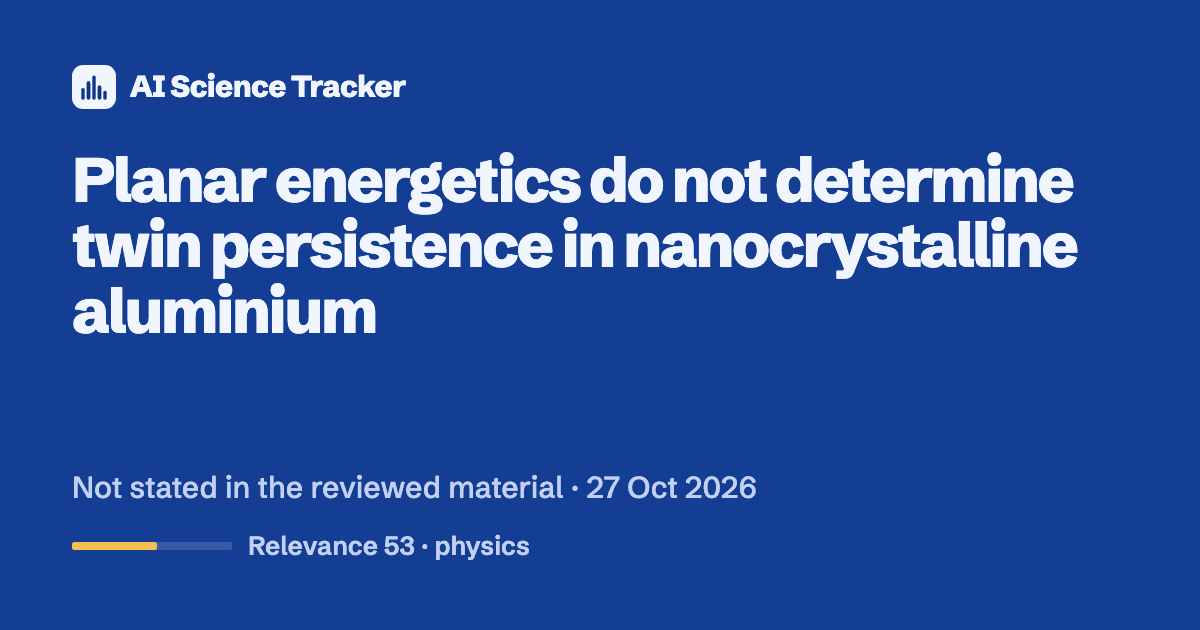 AI Science Tracker
Planar energetics do not determine
twin persistence in nanocrystalline
aluminium
Not stated in the reviewed material · 27 Oct 2026
Relevance 53 · physics